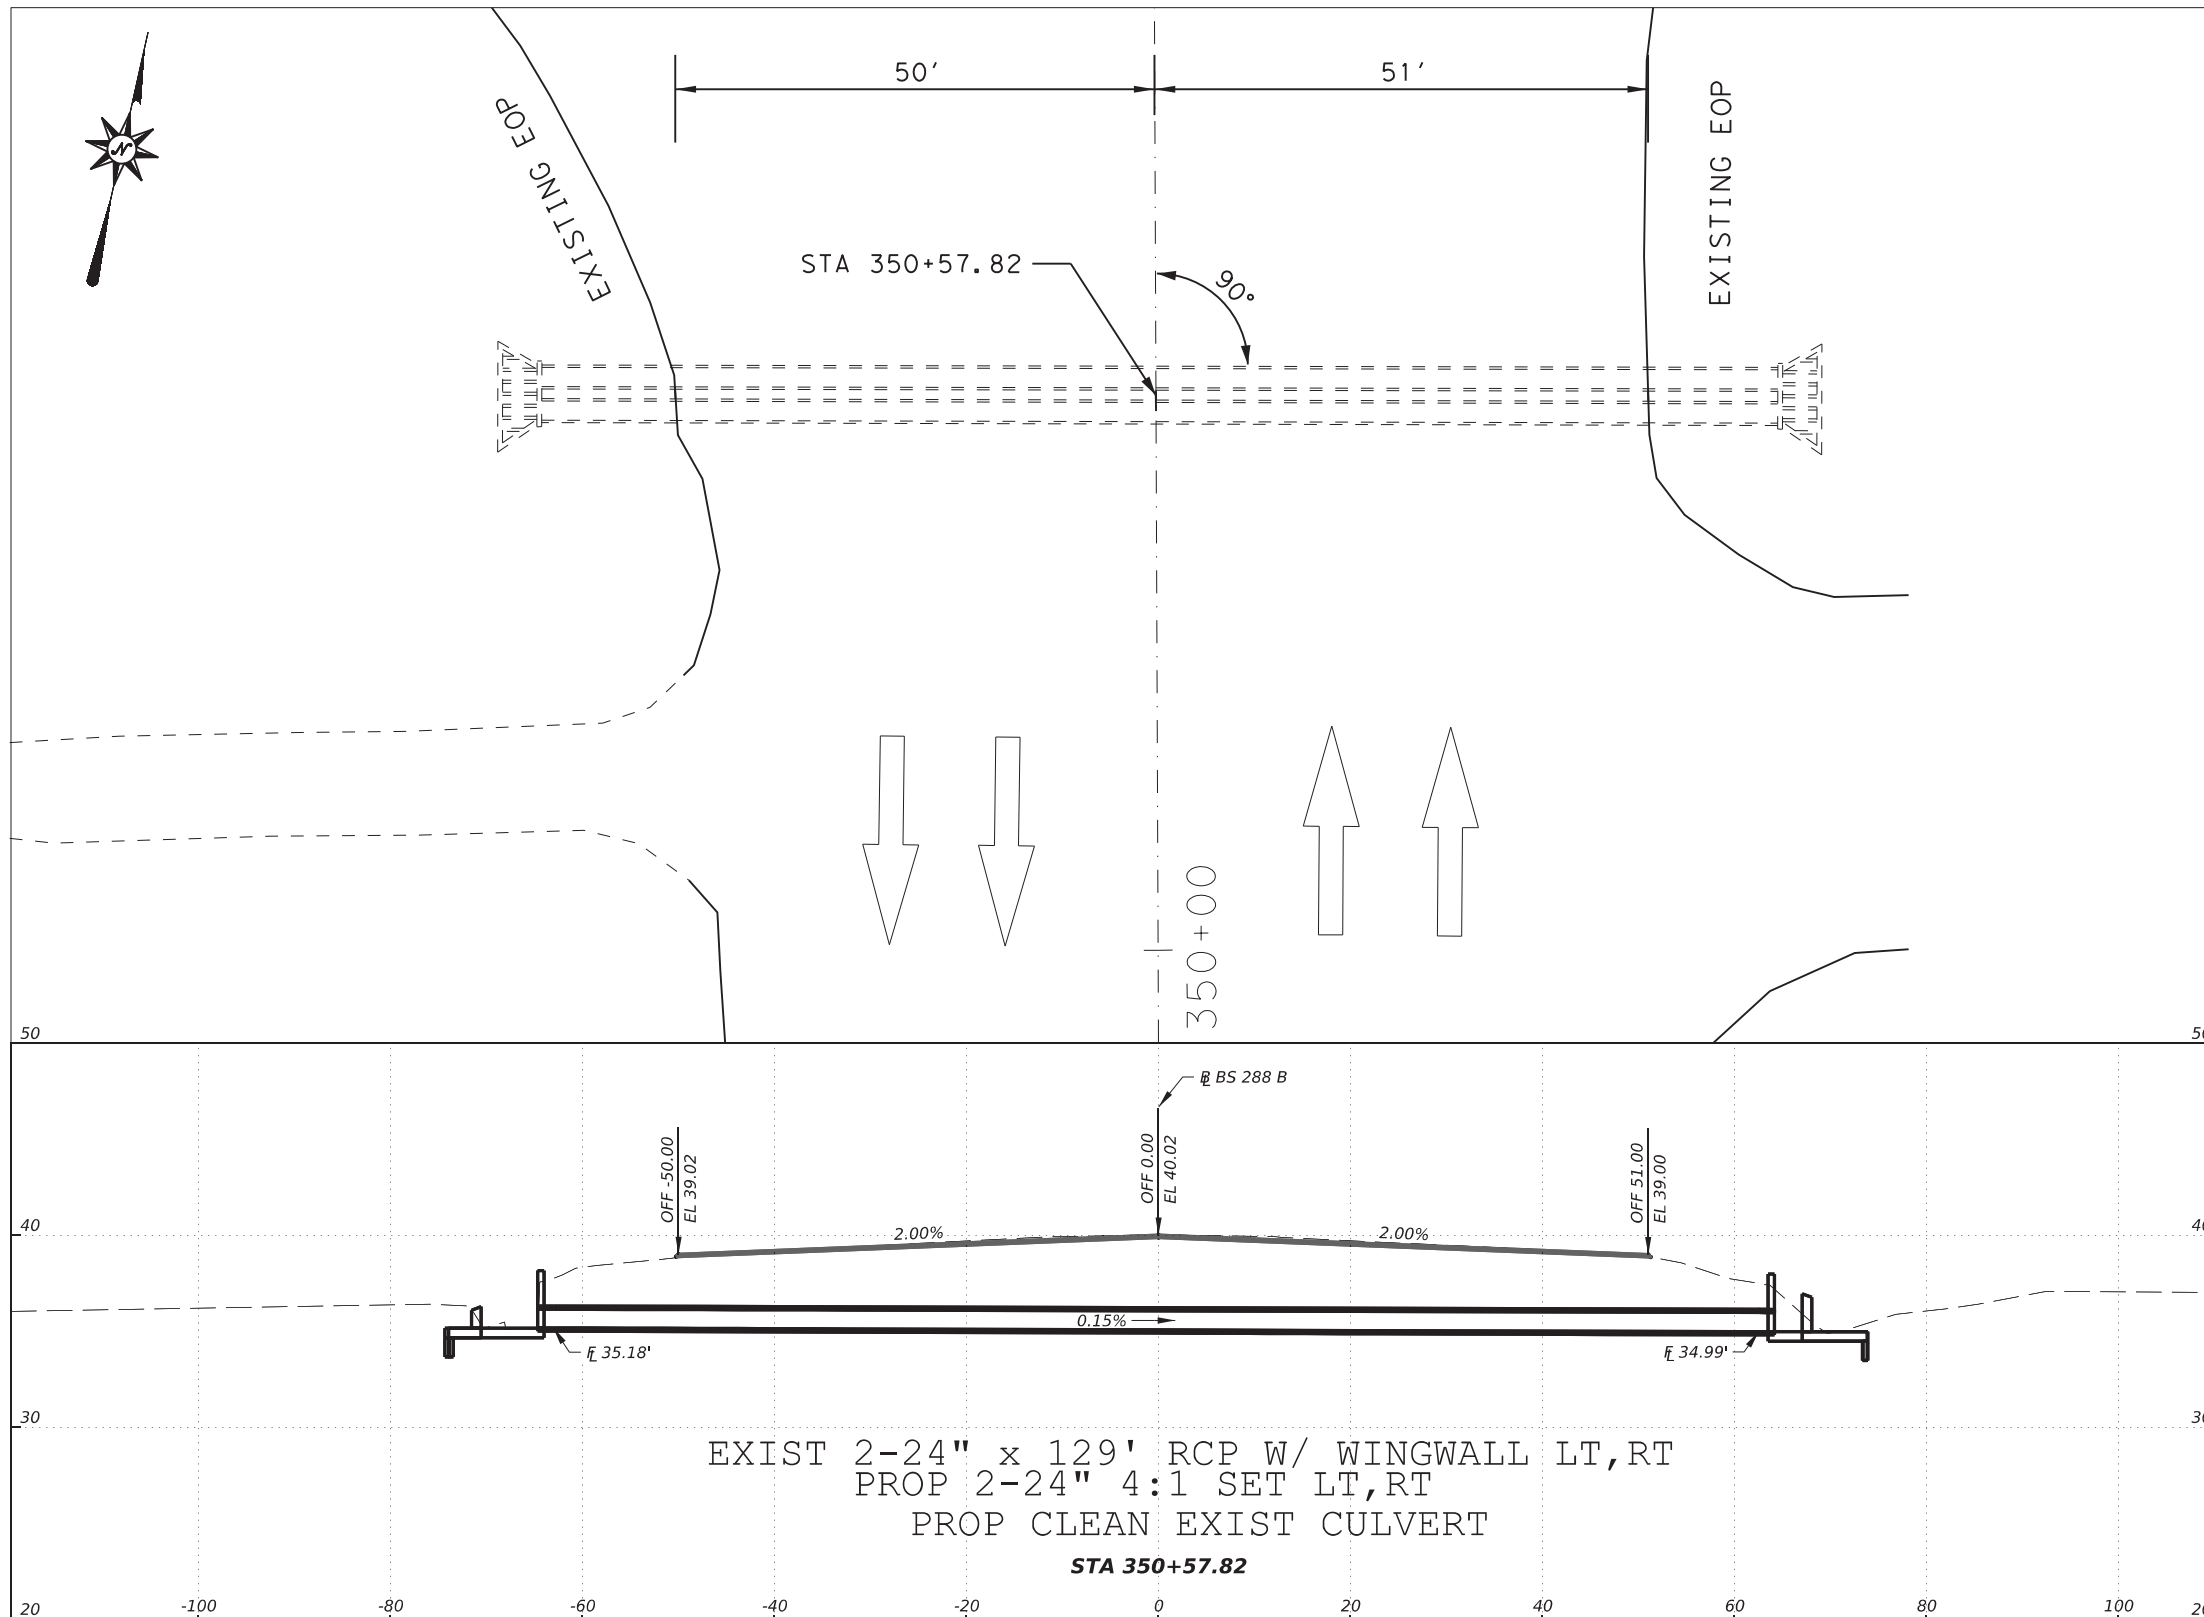 50'
51'
EXISTING EOP
EXISTING EOP
N
STA 350+57.82
90°
350+00
50
50
℄ BS 288 B
OFF -50.00
EL 39.02
OFF 0.00
EL 40.02
OFF 51.00
EL 39.00
40
2.00%
2.00%
40
0.15%
FL 35.18'
FL 34.99'
30
30
EXIST 2-24" x 129' RCP W/ WINGWALL LT,RT
PROP 2-24" 4:1 SET LT,RT
PROP CLEAN EXIST CULVERT
STA 350+57.82
20
-100
-80
-60
-40
-20
0
20
40
60
80
100
20